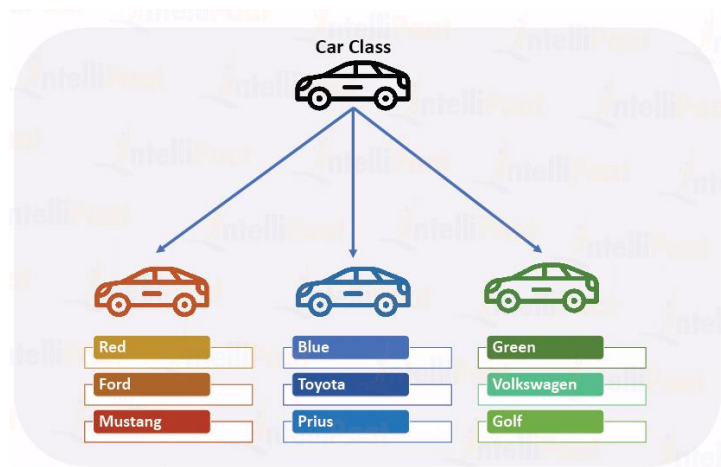 Car Class
Red
Ford
Mustang
Blue
Toyota
Prius
Green
Volkswagen
Golf